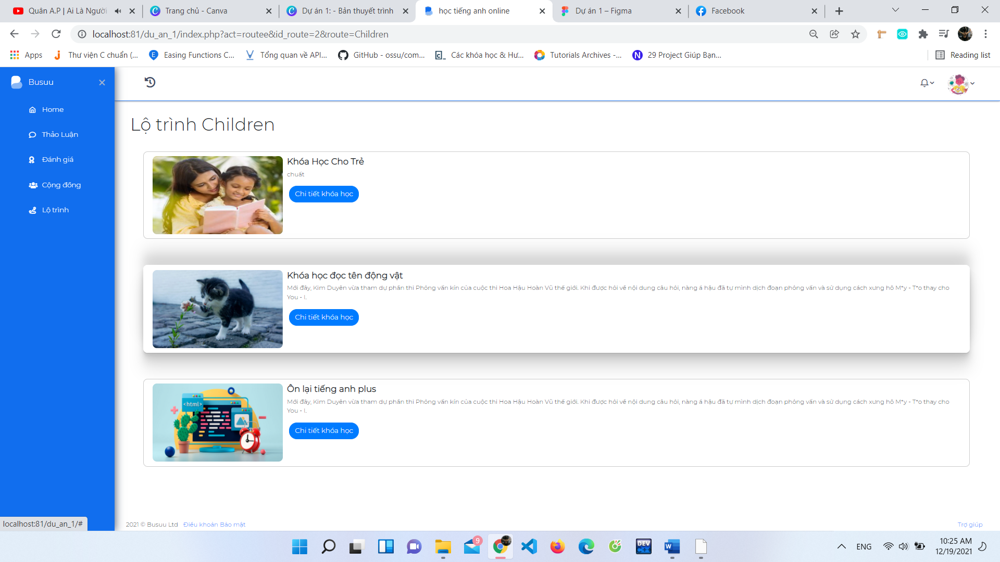 Quân A.P | Ai Là Người
Trang chủ - Canva
Dự án 1: - Bản thuyết trình
học tiếng anh online
Dự án 1 – Figma
Facebook
localhost:81/du_an_1/index.php?act=routee&id_route=2&route=Children
Apps
Thư viện C chuẩn (...
Easing Functions C...
Tổng quan về API...
GitHub - ossu/com...
Các khóa học & Hư...
Tutorials Archives -...
29 Project Giúp Bạn...
Reading list
Busuu
Home
Thảo Luận
Đánh giá
Cộng đồng
Lộ trình
Lộ trình Children
Khóa Học Cho Trẻ
chuất
Chi tiết khóa học
Khóa học đọc tên động vật
Mới đây, Kim Duyên vừa tham dự phần thi Phỏng vấn kín của cuộc thi Hoa Hậu Hoàn Vũ thế giới. Khi được hỏi về nội dung câu hỏi, nàng á hậu đã tự mình dịch đoạn phỏng vấn và sử dụng cách xưng hô M*y - T*o thay cho
You - I.
Chi tiết khóa học
<html>
Ôn lại tiếng anh plus
Mới đây, Kim Duyên vừa tham dự phần thi Phỏng vấn kín của cuộc thi Hoa Hậu Hoàn Vũ thế giới. Khi được hỏi về nội dung câu hỏi, nàng á hậu đã tự mình dịch đoạn phỏng vấn và sử dụng cách xưng hô M*y - T*o thay cho
You - I.
Chi tiết khóa học
localhost:81/du_an_1/#
2021 © Busuu Ltd Điều khoản Bảo mật
Trợ giúp
9
DEV
C++
W
ENG
10:25 AM
12/19/2021